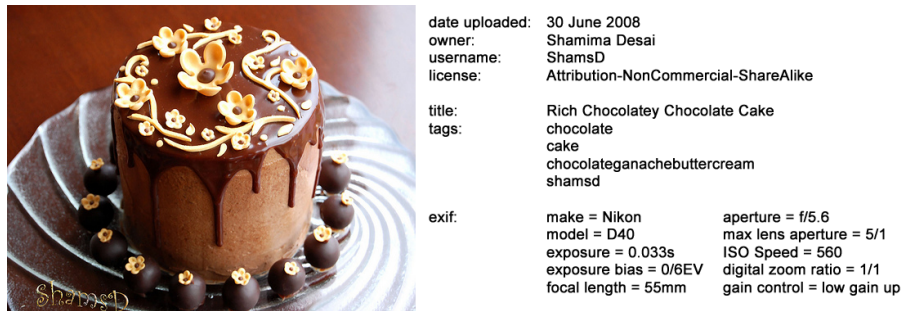 date uploaded: 30 June 2008
owner: Shamima Desai
username: ShamsD
license: Attribution-NonCommercial-ShareAlike
title: Rich Chocolatey Chocolate Cake
tags: chocolate
cake
chocolateganachebuttercream
shamsd
exif: make = Nikon aperture = f/5.6
model = D40 max lens aperture = 5/1
exposure = 0.033s ISO Speed = 560
exposure bias = 0/6EV digital zoom ratio = 1/1
focal length = 55mm gain control = low gain up
ShamsD